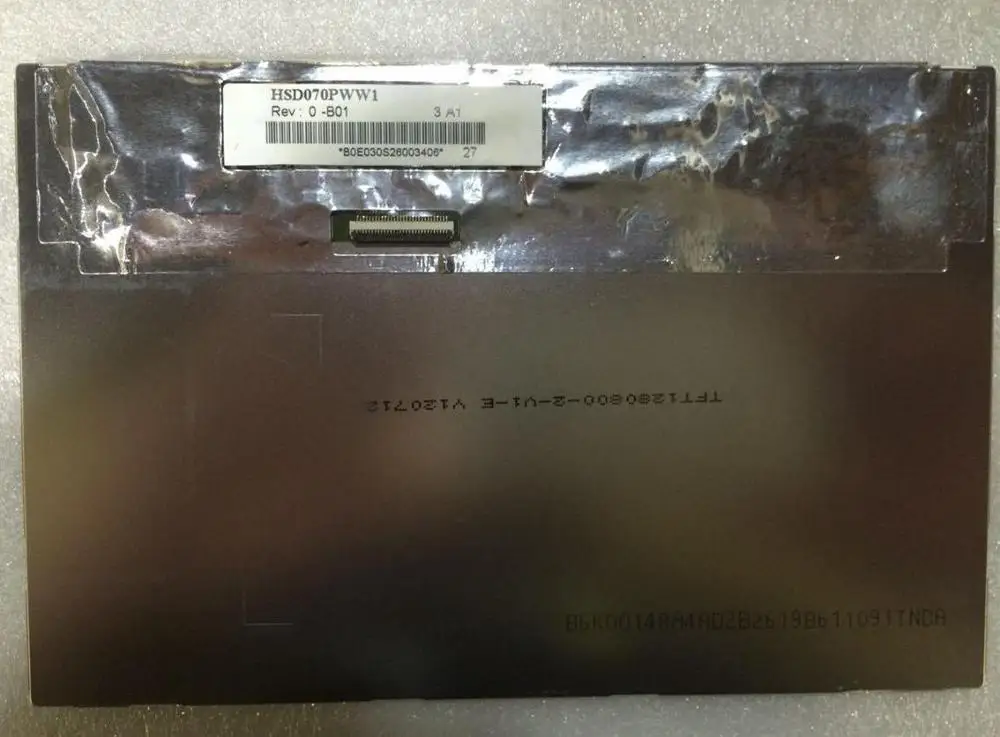 HSD070PWW1
Rev: 0 -B01 3 A1
*B0E030S26003406* 27
TFT1280800-2-V1-E V120712